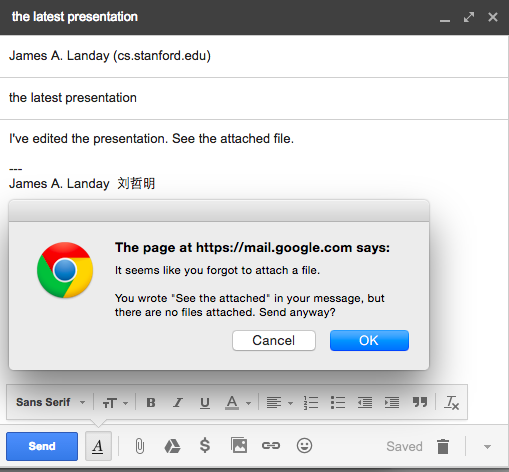 the latest presentation
James A. Landay (cs.stanford.edu)
the latest presentation
I've edited the presentation. See the attached file.
---
James A. Landay 刘哲明
The page at https://mail.google.com says:
It seems like you forgot to attach a file.
You wrote "See the attached" in your message, but
there are no files attached. Send anyway?
Cancel OK
Sans Serif T T B I U A
Send A $ Saved